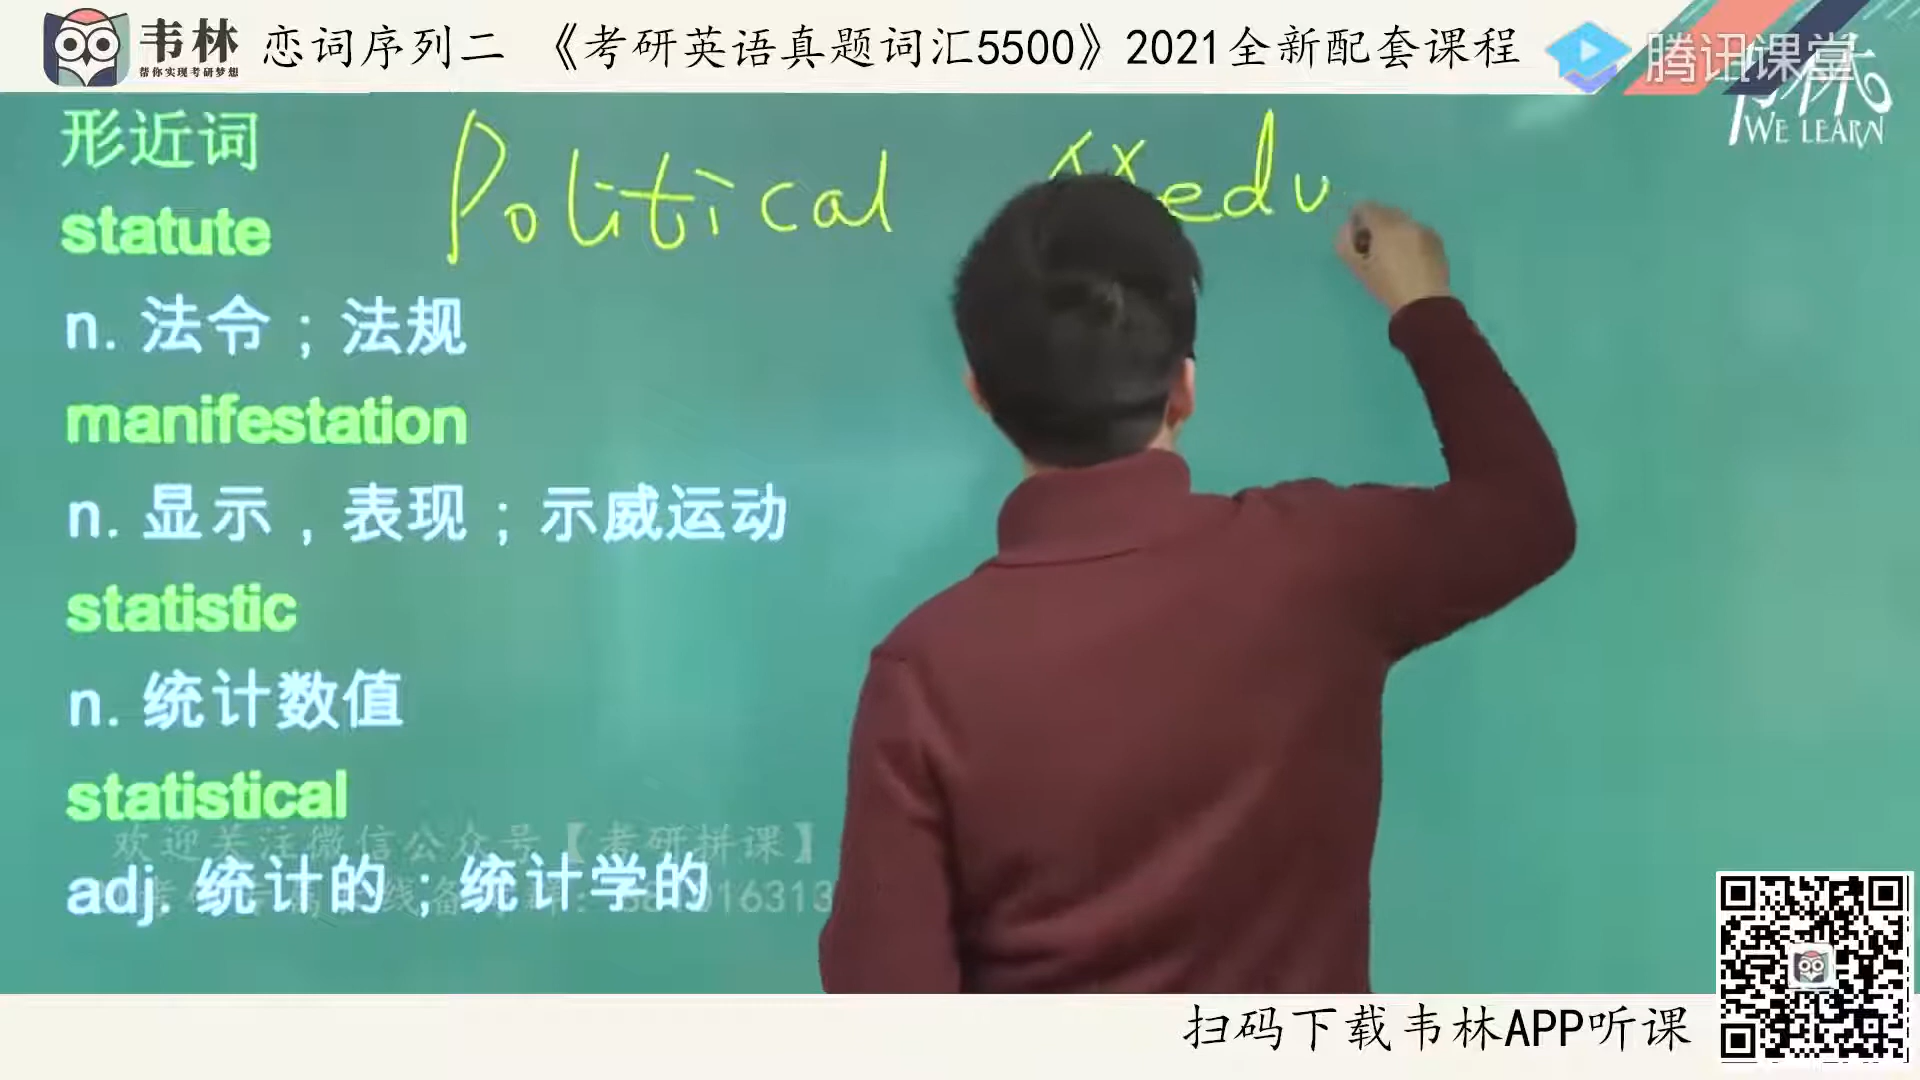 韦林
帮你实现考研梦想
恋词序列二 《考研英语真题词汇5500》2021全新配套课程
腾讯课堂
韦林
WE LEARN
形近词
Political
edu
statute
n. 法令；法规
manifestation
n. 显示，表现；示威运动
statistic
n. 统计数值
statistical
欢迎关注微信公众号【考研拼课】
adj. 统计的；统计学的
扫码下载韦林APP听课